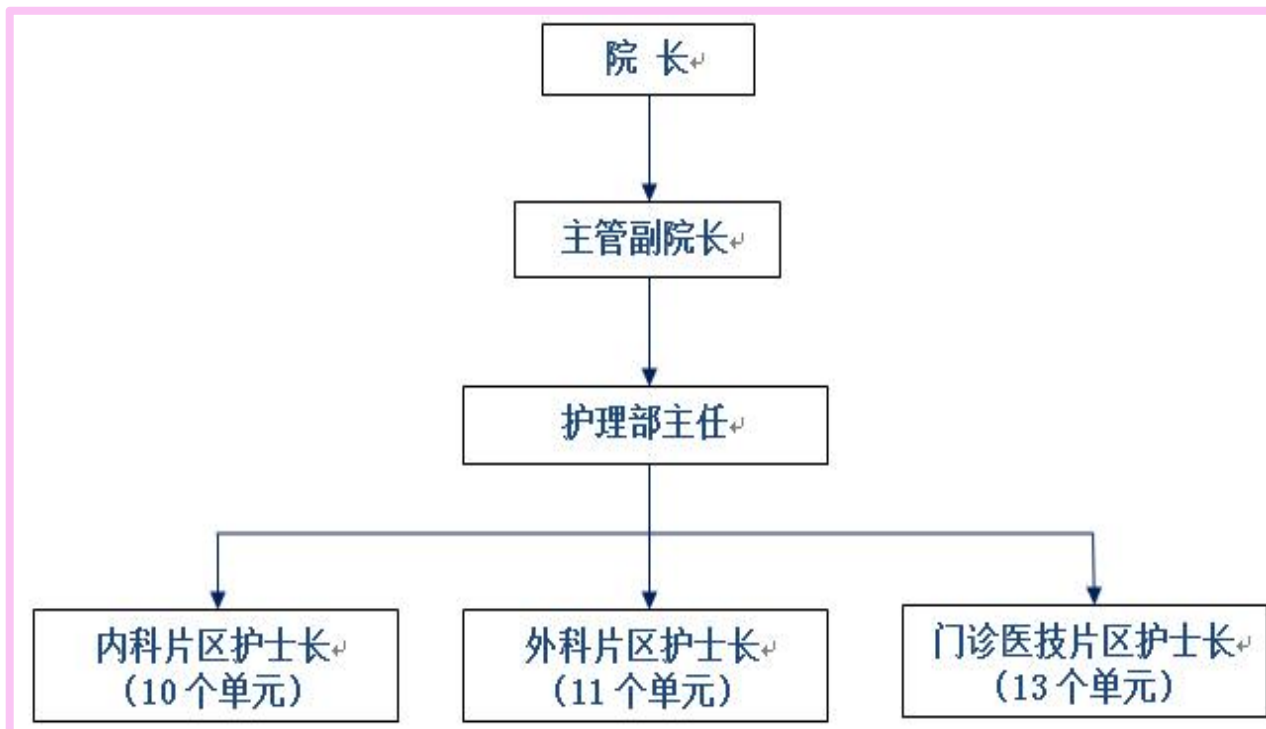 院 长
主管副院长
护理部主任
内科片区护士长
（10个单元）
外科片区护士长
（11个单元）
门诊医技片区护士长
（13个单元）